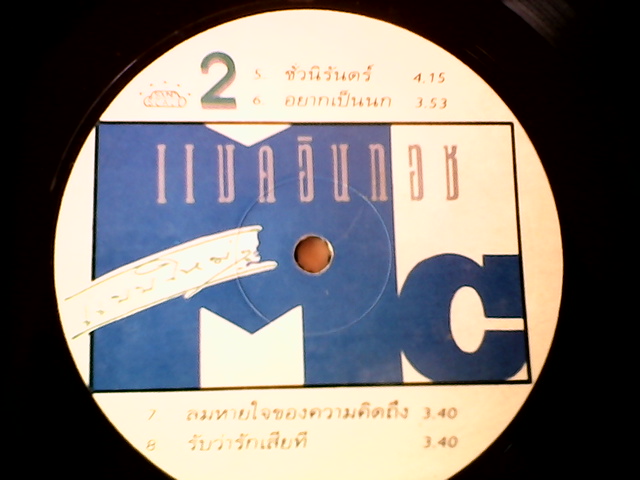 2
5. ชั่วนิรันดร์ 4.15
6. อยากเป็นนก 3.53
แมคอินทอช
Mc
7 ลมหายใจของความคิดถึง 3.40
8 รับว่ารักเสียที 3.40